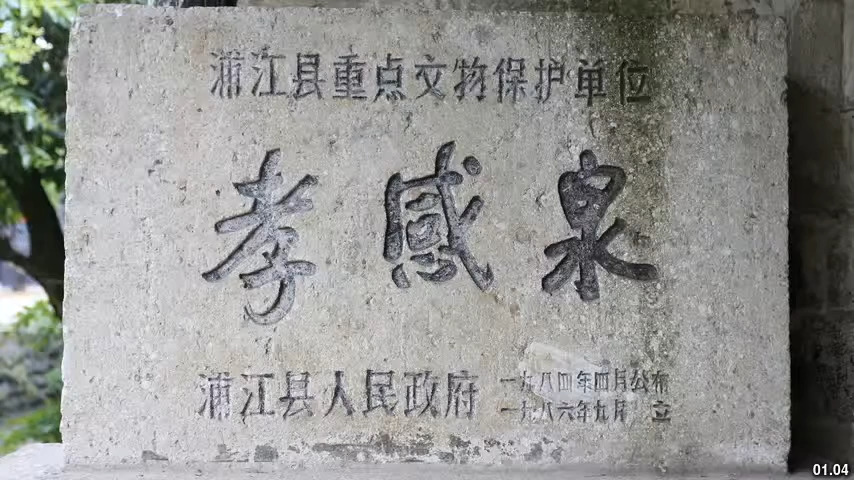 浦江县重点文物保护单位
孝感泉
浦江县人民政府
一九八四年四月公布
一九八六年九月 立
01.04